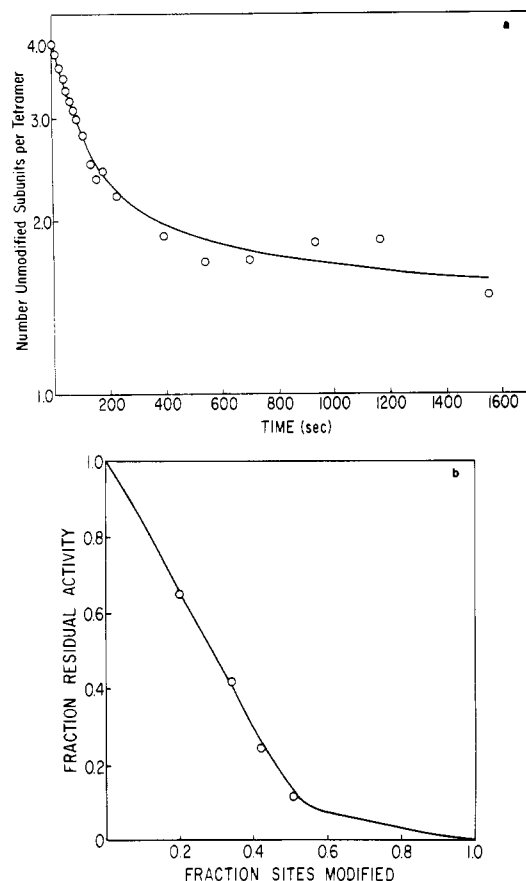 a
Number Unmodified Subunits per Tetramer
4.0
3.0
2.0
1.0
200 400 600 800 1000 1200 1400 1600
TIME (sec)
b
FRACTION RESIDUAL ACTIVITY
1.0
0.8
0.6
0.4
0.2
0
0.2 0.4 0.6 0.8 1.0
FRACTION SITES MODIFIED